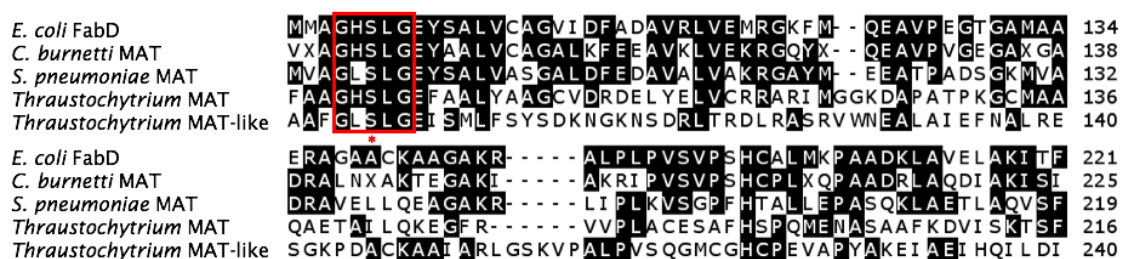 E. coli FabD MMAGHSLGEYSALVCAGVIDFADAVRLVEMRGKFM--QEAVPEGTGAMAA 134
C. burnetti MAT VXAGHSLGEYAALVCAGALKFEEAVKLVEKRGQYX--QEAVPVGEGAXGA 138
S. pneumoniae MAT MVAGLSLGEYSALVASGALDFEDAVALVAKRGAYM--EEATPADSGKMVA 132
Thraustochytrium MAT FAAGHSLGEFAALYAAGCVDRDELYELVCRRARIMGGKDAPATPKGCMAA 136
Thraustochytrium MAT-like AAFGLSLGEISMLFSYSDKNGKNSDRLTRDLRASRVWNEALAIEFNALRE 140
*
E. coli FabD ERAGAACKAAGAKR-----ALPLPVSVPSHCALMKPAADKLAVELAKITF 221
C. burnetti MAT DRALNXAKTEGAKI-----AKRIPVSVPSHCPLXQPAADRLAQDIAKISI 225
S. pneumoniae MAT DRAVELLQEAGAKR-----LIPLKVSGPFHTALLEPASQKLAETLAQVSF 219
Thraustochytrium MAT QAETAILQKEGFR------VVPLACESAFHSPQMENASAAFKDVISKTSF 216
Thraustochytrium MAT-like SGKPDACKAAIARLGSKVPALPVSQGMCGHCPEVAPYAKEIAEIHQILDI 240